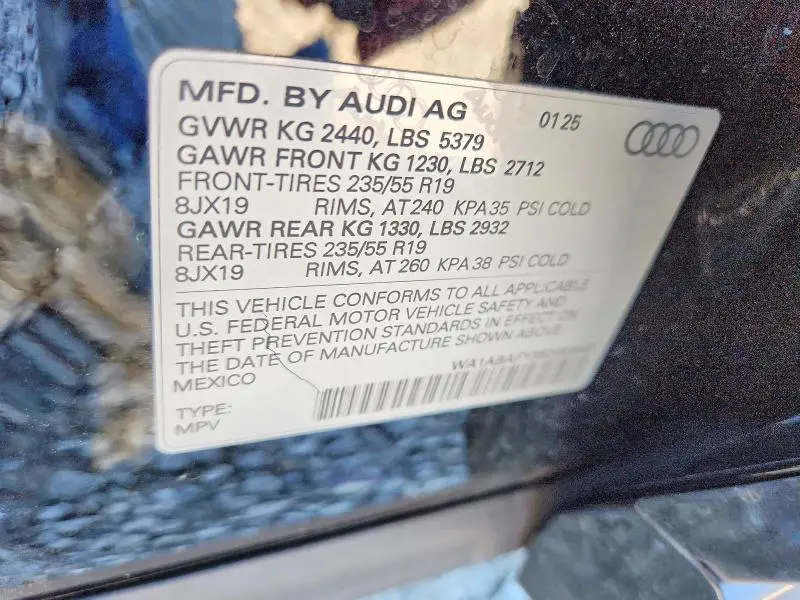 MFD. BY AUDI AG 0125
GVWR KG 2440, LBS 5379
GAWR FRONT KG 1230, LBS 2712
FRONT-TIRES 235/55 R19
8JX19 RIMS, AT 240 KPA 35 PSI COLD
GAWR REAR KG 1330, LBS 2932
REAR-TIRES 235/55 R19
8JX19 RIMS, AT 260 KPA 38 PSI COLD
THIS VEHICLE CONFORMS TO ALL APPLICABLE
U.S. FEDERAL MOTOR VEHICLE SAFETY AND
THEFT PREVENTION STANDARDS IN EFFECT ON
THE DATE OF MANUFACTURE SHOWN ABOVE
MEXICO
TYPE:
MPV